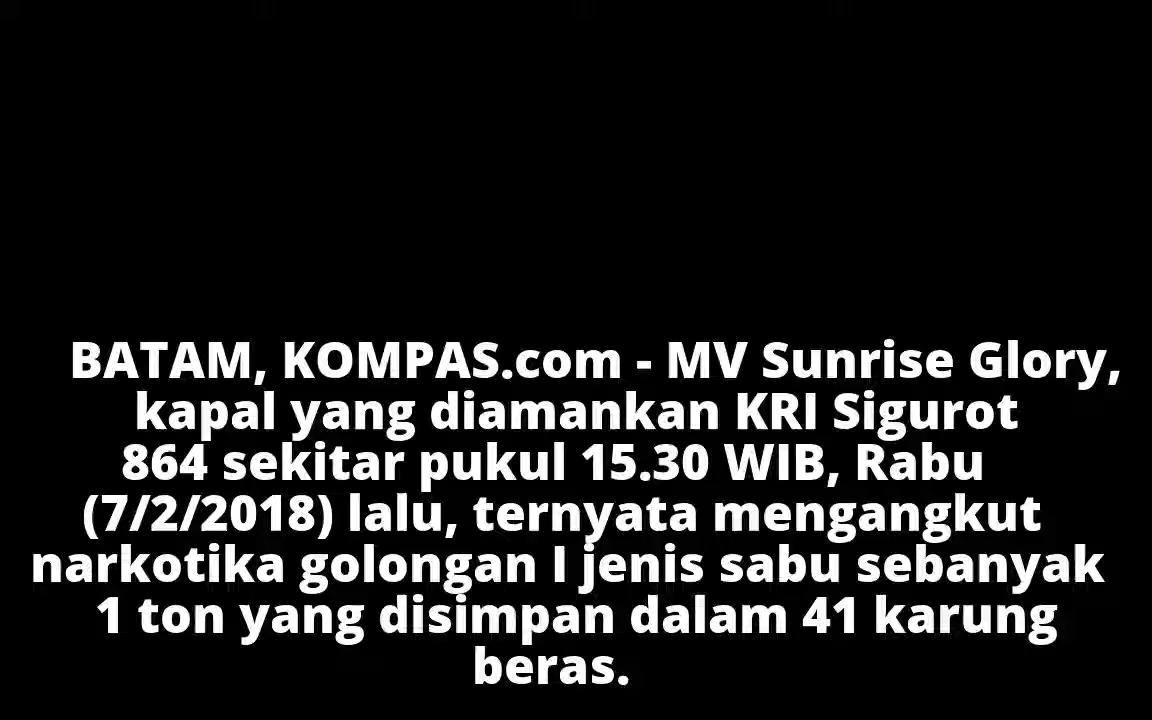 BATAM, KOMPAS.com - MV Sunrise Glory,
kapal yang diamankan KRI Sigurot
864 sekitar pukul 15.30 WIB, Rabu
(7/2/2018) lalu, ternyata mengangkut
narkotika golongan I jenis sabu sebanyak
1 ton yang disimpan dalam 41 karung
beras.